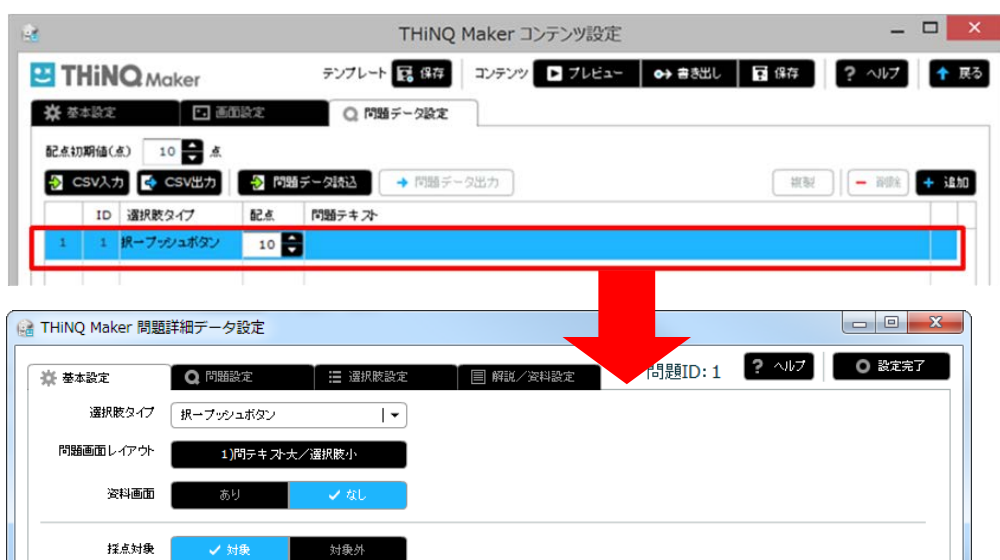 THiNQ Maker コンテンツ設定
THiNQ Maker テンプレート 保存 コンテンツ プレビュー 書き出し 保存 ? ヘルプ 戻る
基本設定 画面設定 問題データ設定
配点初期値(点) 10 点
CSV入力 CSV出力 問題データ読込 問題データ出力 複製 削除 追加
ID 選択肢タイプ 配点 問題テキスト
1 1 択一プッシュボタン 10
THiNQ Maker 問題詳細データ設定
基本設定 問題設定 選択肢設定 解説／資料設定 問題ID: 1 ? ヘルプ 設定完了
選択肢タイプ 択一プッシュボタン
問題画面レイアウト 1)問テキスト大／選択肢小
資料画面 あり なし
採点対象 対象 対象外